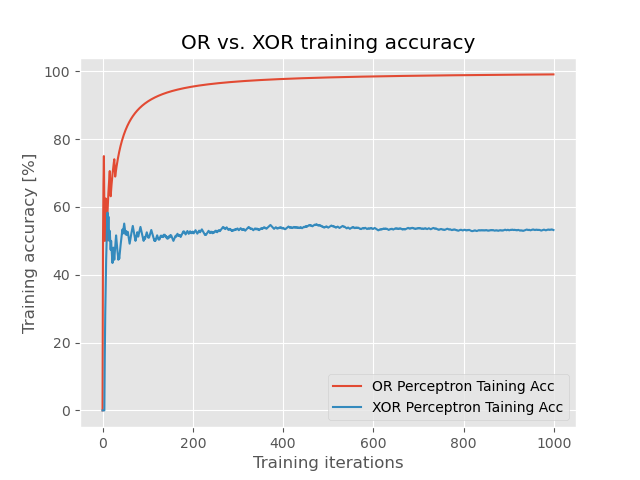 OR vs. XOR training accuracy
Training accuracy [%]
100
80
60
40
20
0
OR Perceptron Taining Acc
XOR Perceptron Taining Acc
0 200 400 600 800 1000
Training iterations